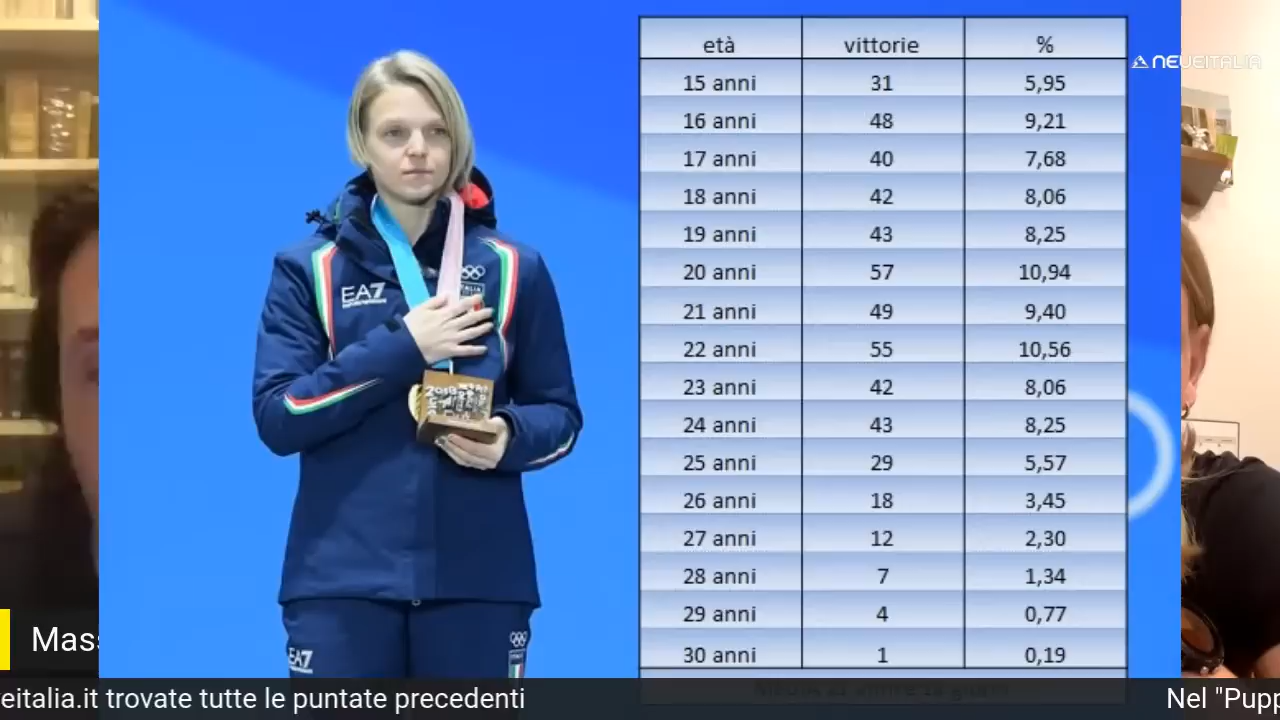 età vittorie %
15 anni 31 5,95
16 anni 48 9,21
17 anni 40 7,68
18 anni 42 8,06
19 anni 43 8,25
20 anni 57 10,94
21 anni 49 9,40
22 anni 55 10,56
23 anni 42 8,06
24 anni 43 8,25
25 anni 29 5,57
26 anni 18 3,45
27 anni 12 2,30
28 anni 7 1,34
29 anni 4 0,77
30 anni 1 0,19
NEVEITALIA
EA7
2018
EA7
Mass
eitalia.it trovate tutte le puntate precedenti
Nel "Pupp